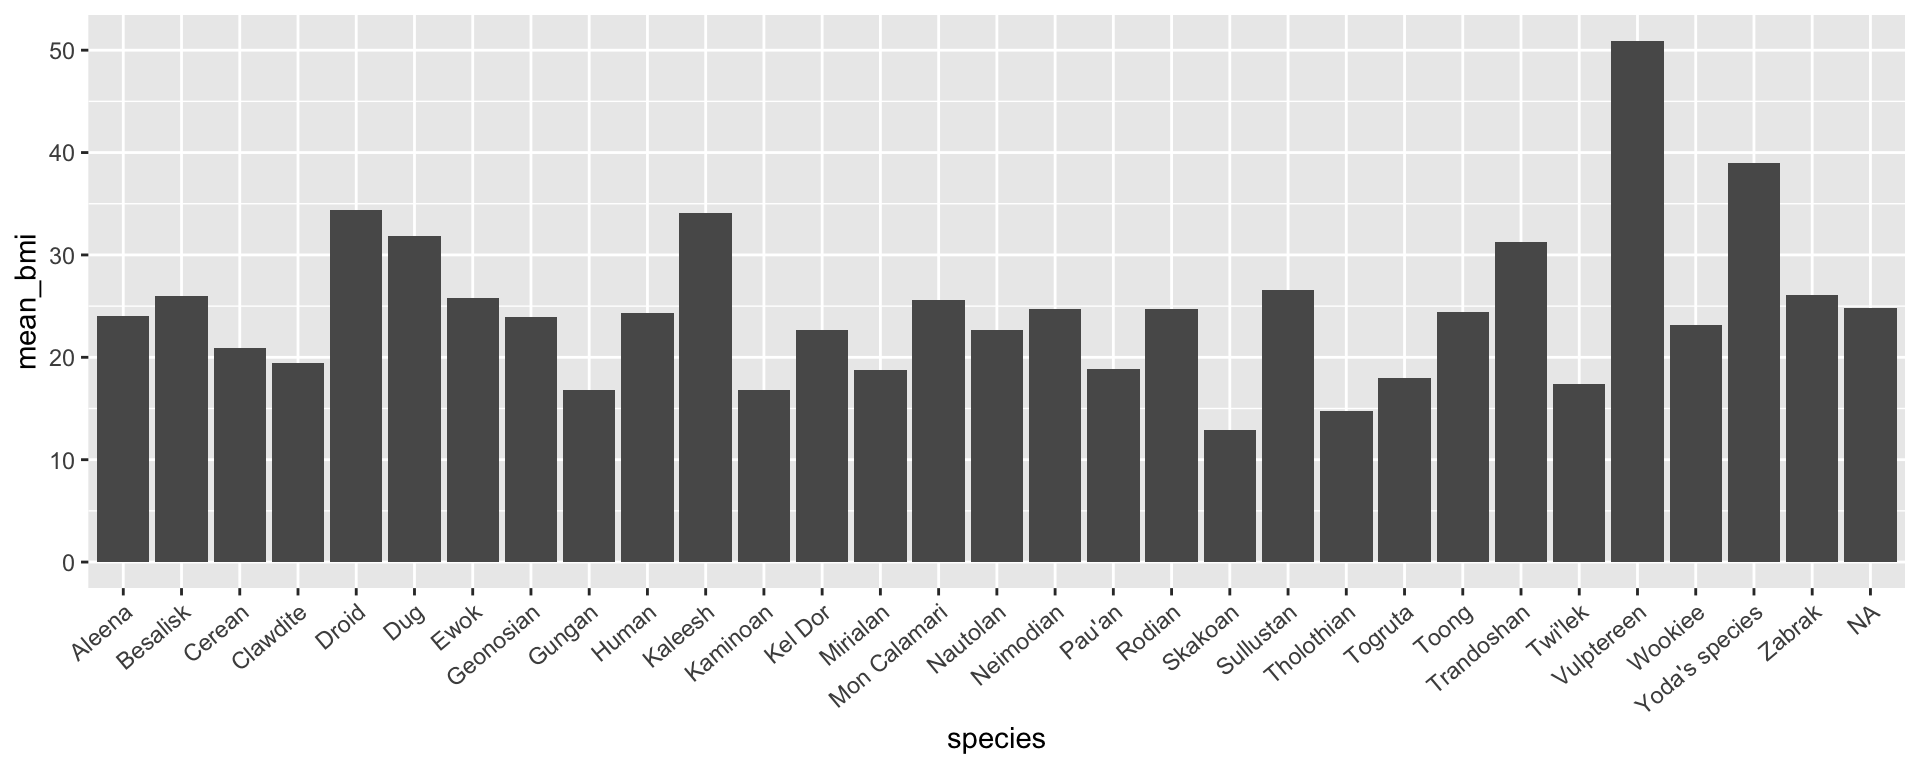 50
40
30
20
10
0
mean_bmi
Aleena
Besalisk
Cerean
Clawdite
Droid
Dug
Ewok
Geonosian
Gungan
Human
Kaleesh
Kaminoan
Kel Dor
Mirialan
Mon Calamari
Nautolan
Neimodian
Pau'an
Rodian
Skakoan
Sullustan
Tholothian
Togruta
Toong
Trandoshan
Twi'lek
Vulptereen
Wookiee
Yoda's species
Zabrak
NA
species